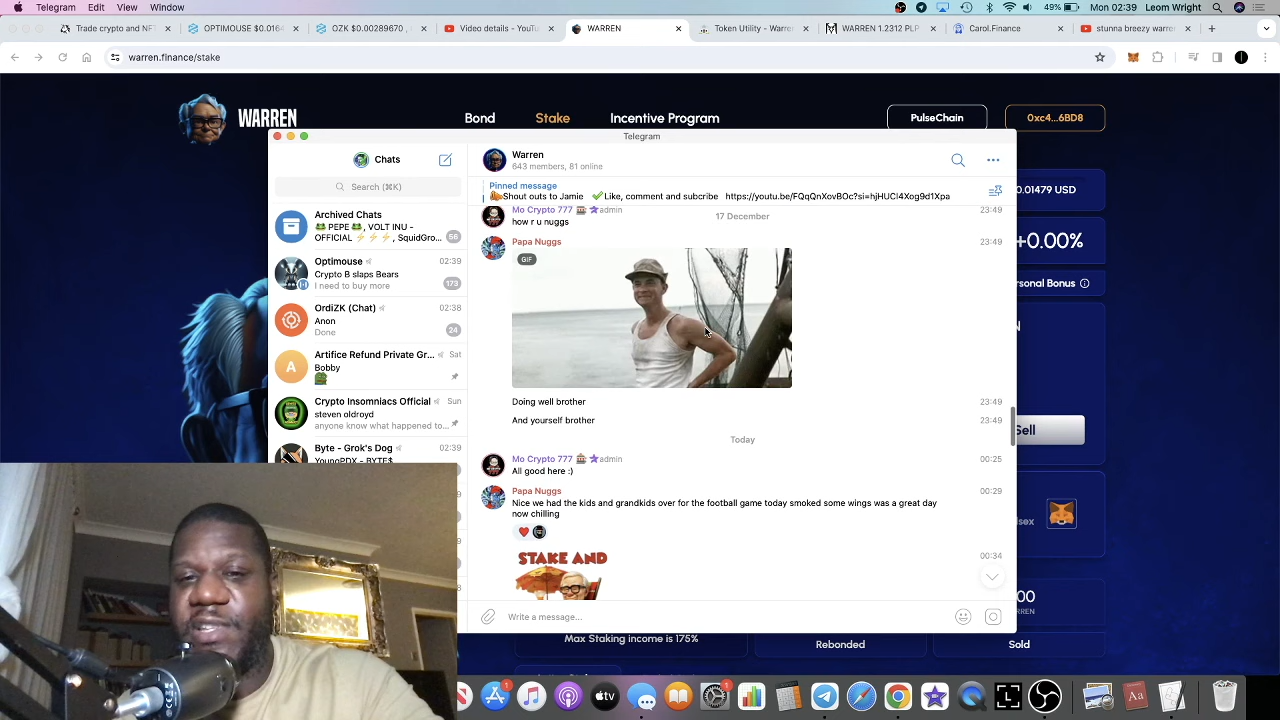 Telegram Edit View Window
49% Mon 02:39 Leom Wright
Trade crypto and NF
OPTIMOUSE $0.0164
OZK $0.00289670 ,
Video details - YouTu
WARREN
Token Utility - Warre
WARREN 1.2312 PLP
Carol.Finance
stunna breezy warre
warren.finance/stake
WARREN
Bond
Stake
Incentive Program
PulseChain
0xc4...6BD8
Telegram
Chats
Search (⌘K)
Archived Chats
🐸PEPE🐸, VOLT INU -
OFFICIAL ⚡⚡⚡, SquidGro...
56
Optimouse
02:39
Crypto B slaps Bears
I need to buy more
173
OrdiZK (Chat)
02:38
Anon
Done
24
Artifice Refund Private Gr...
Sat
A
Bobby
Crypto Insomniacs Official
Sun
steven oldroyd
anyone know what happened to...
Byte - Grok's Dog
02:39
YoungPDX - BYTE$
Warren
643 members, 81 online
Pinned message
Shout outs to Jamie ✅Like, comment and subcribe https://youtu.be/FQqQnXovBOc?si=hjHUCl4Xog9d1Xpa
Mo Crypto 777 admin
23:49
17 December
how r u nuggs
Papa Nuggs
23:49
GIF
Doing well brother
23:49
And yourself brother
23:49
Today
Mo Crypto 777 admin
00:25
All good here :)
Papa Nuggs
00:29
Nice we had the kids and grandkids over for the football game today smoked some wings was a great day
now chilling
STAKE AND
00:34
Write a message...
0.01479 USD
+0.00%
rsonal Bonus
N
Sell
Max Staking income is 175%
Rebonded
Sold